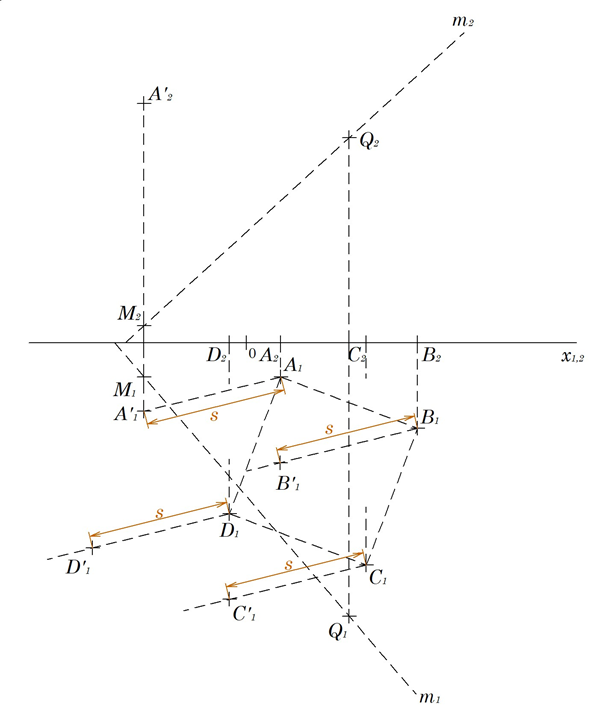 m₂
A'₂
Q₂
M₂
D₂ 0 A₂ C₂ B₂ x₁,₂
A₁
M₁
A'₁ s
B₁
s
B'₁
s
D₁
D'₁
s
C₁
C'₁
Q₁
m₁